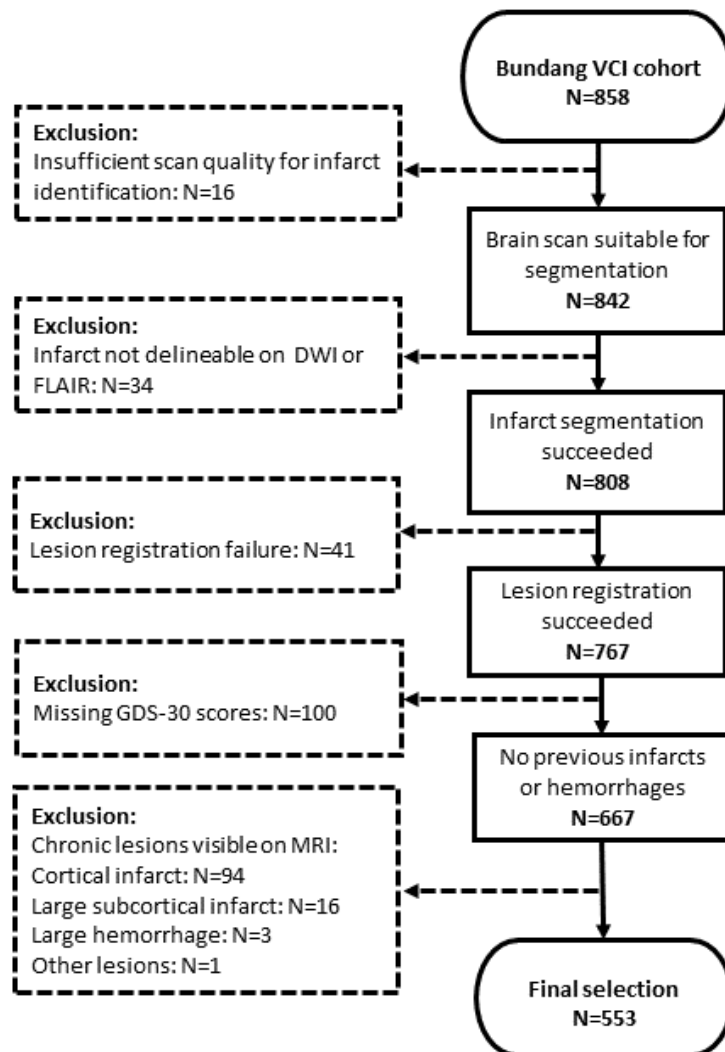 Bundang VCI cohort
N=858
Exclusion:
Insufficient scan quality for infarct
identification: N=16
Brain scan suitable for
segmentation
N=842
Exclusion:
Infarct not delineable on DWI or
FLAIR: N=34
Infarct segmentation
succeeded
N=808
Exclusion:
Lesion registration failure: N=41
Lesion registration
succeeded
N=767
Exclusion:
Missing GDS-30 scores: N=100
No previous infarcts
or hemorrhages
N=667
Exclusion:
Chronic lesions visible on MRI:
Cortical infarct: N=94
Large subcortical infarct: N=16
Large hemorrhage: N=3
Other lesions: N=1
Final selection
N=553